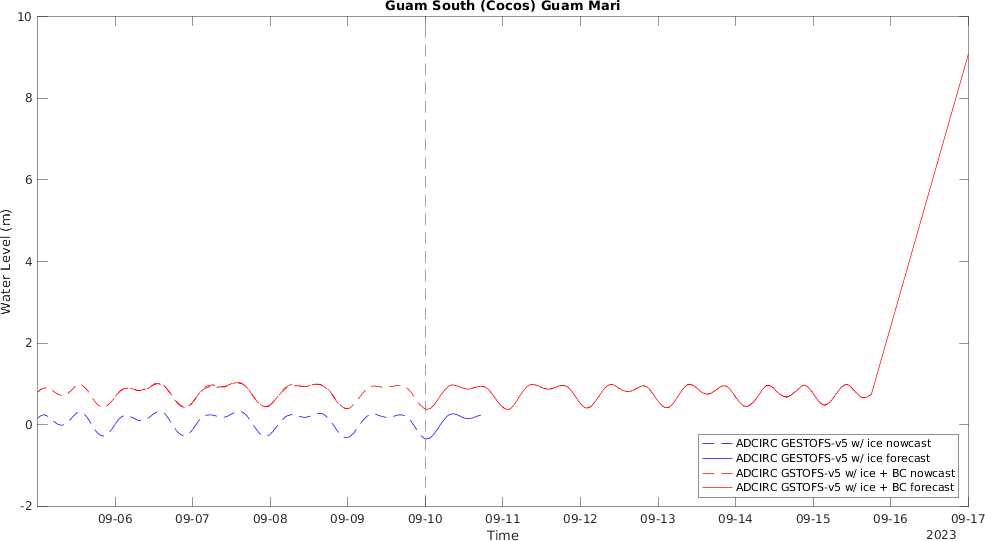 Guam South (Cocos) Guam Mari
10
8
6
4
2
0
-2
Water Level (m)
ADCIRC GESTOFS-v5 w/ ice nowcast
ADCIRC GESTOFS-v5 w/ ice forecast
ADCIRC GSTOFS-v5 w/ ice + BC nowcast
ADCIRC GSTOFS-v5 w/ ice + BC forecast
09-06 09-07 09-08 09-09 09-10 09-11 09-12 09-13 09-14 09-15 09-16 09-17
Time
2023